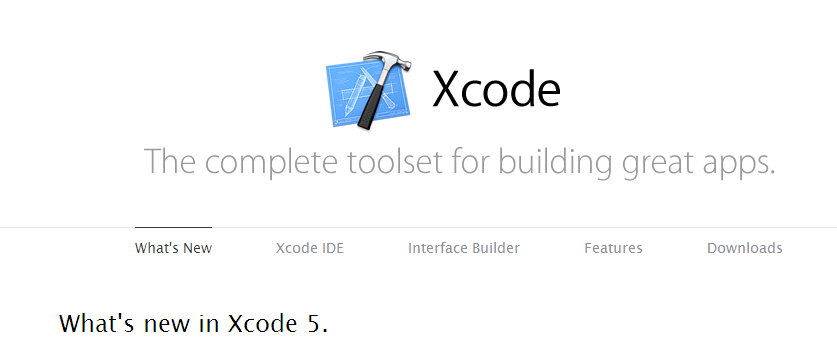 Xcode
The complete toolset for building great apps.
What's New Xcode IDE Interface Builder Features Downloads
What's new in Xcode 5.